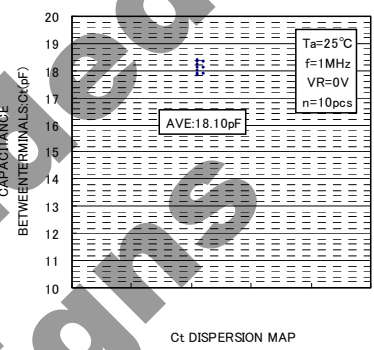 20
19
18
17
16
15
14
13
12
11
10
CAPACITANCE
BETWEENTERMINALS:Ct(pF)
Ta=25°C
f=1MHz
VR=0V
n=10pcs
AVE:18.10pF
Ct DISPERSION MAP